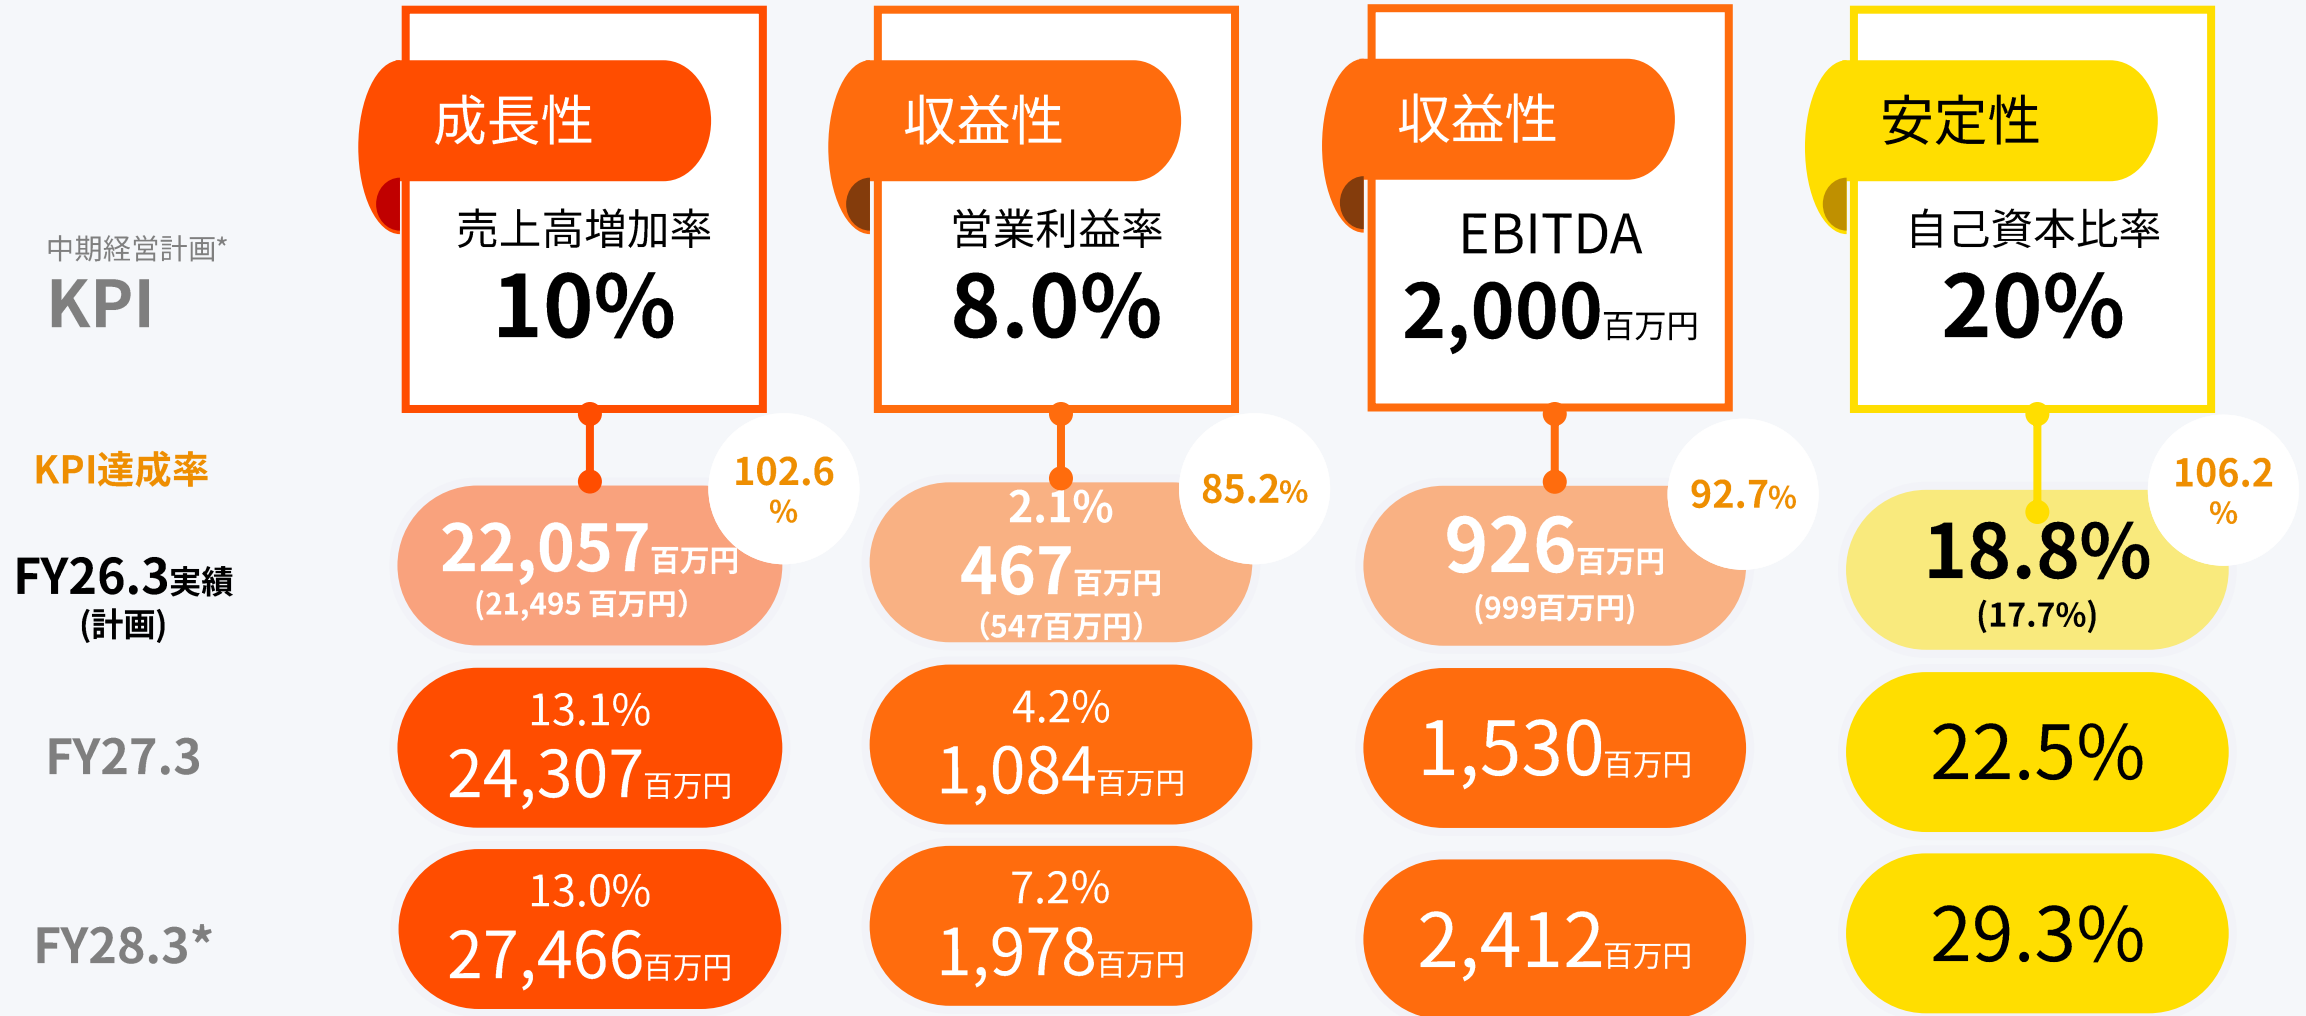 中期経営計画*
KPI
成長性
売上高増加率
10%
収益性
営業利益率
8.0%
収益性
EBITDA
2,000百万円
安定性
自己資本比率
20%
KPI達成率
102.6
%
85.2%
92.7%
106.2
%
FY26.3実績
(計画)
22,057百万円
(21,495 百万円)
2.1%
467百万円
(547百万円)
926百万円
(999百万円)
18.8%
(17.7%)
FY27.3
13.1%
24,307百万円
4.2%
1,084百万円
1,530百万円
22.5%
FY28.3*
13.0%
27,466百万円
7.2%
1,978百万円
2,412百万円
29.3%